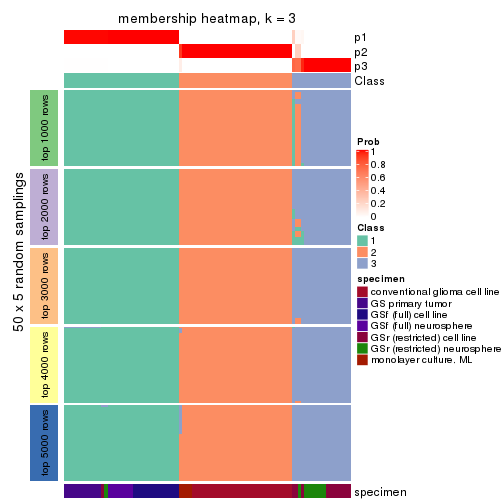 membership heatmap, k = 3
p1
p2
p3
Class
50 x 5 random samplings
top 1000 rows
top 2000 rows
top 3000 rows
top 4000 rows
top 5000 rows
Prob
1
0.8
0.6
0.4
0.2
0
Class
1
2
3
specimen
conventional glioma cell line
GS primary tumor
GSf (full) cell line
GSf (full) neurosphere
GSr (restricted) cell line
GSr (restricted) neurosphere
monolayer culture. ML
specimen